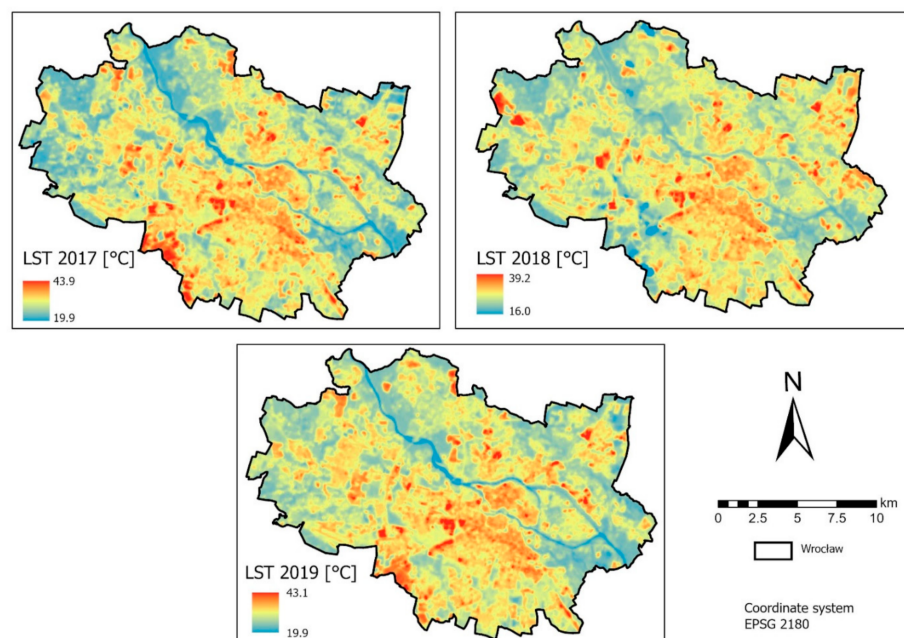 LST 2017 [°C]
43.9
19.9
LST 2018 [°C]
39.2
16.0
LST 2019 [°C]
43.1
19.9
N
km
0 2.5 5 7.5 10
Wrocław
Coordinate system
EPSG 2180